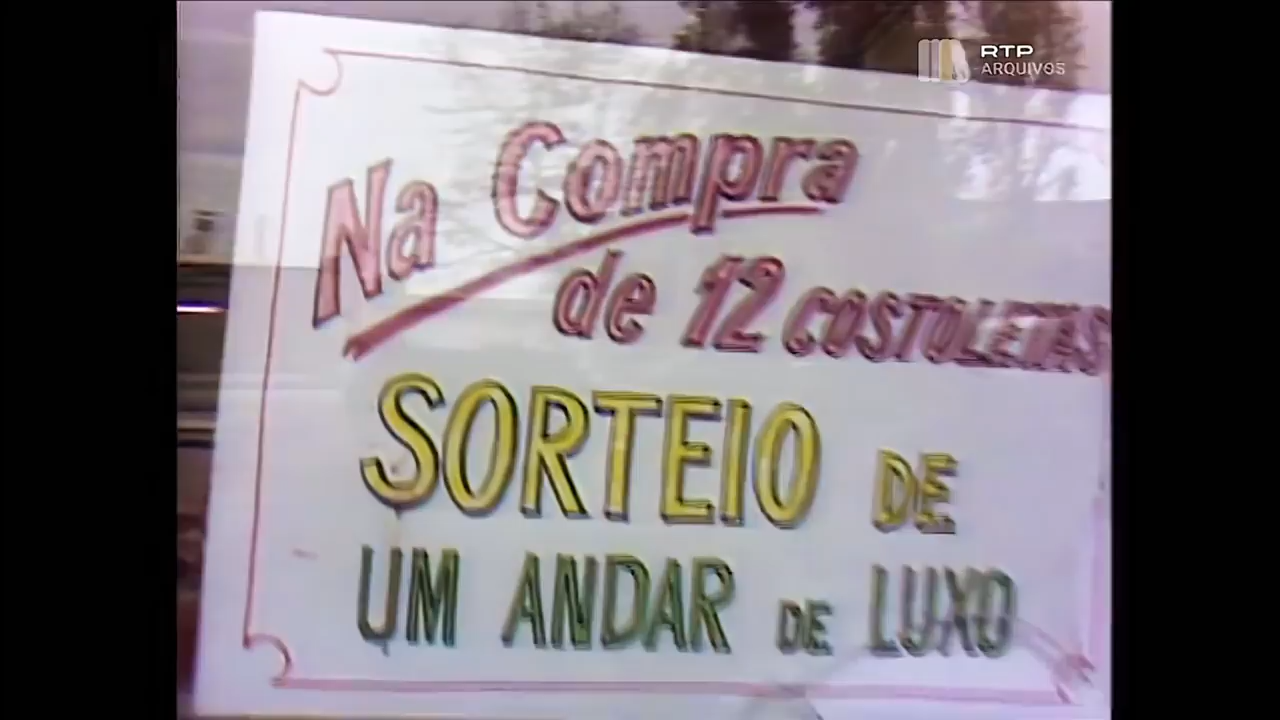 RTP
ARQUIVOS
Na Compra
de 12 COSTOLETAS
SORTEIO DE
UM ANDAR DE LUXO